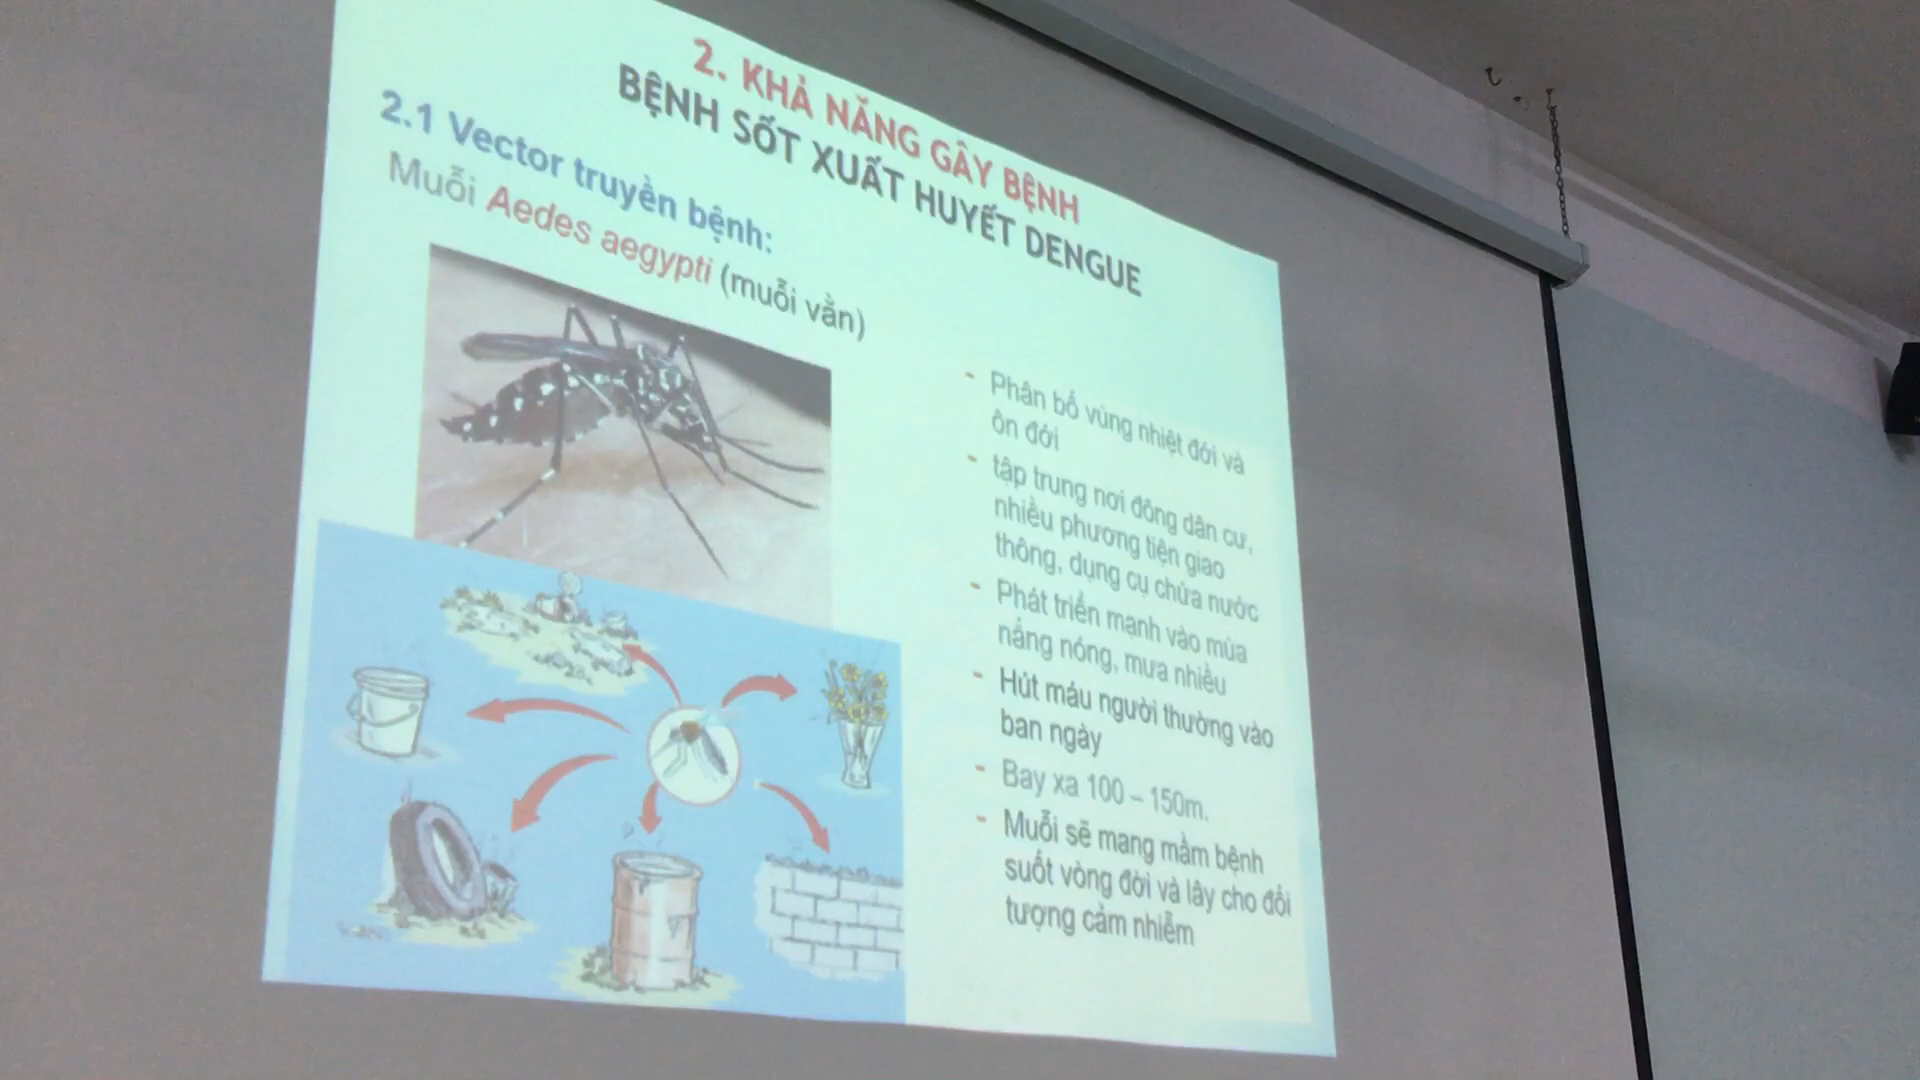 2. KHẢ NĂNG GÂY BỆNH
BỆNH SỐT XUẤT HUYẾT DENGUE
2.1 Vector truyền bệnh:
Muỗi Aedes aegypti (muỗi vằn)
- Phân bố vùng nhiệt đới và
ôn đới
- tập trung nơi đông dân cư,
nhiều phương tiện giao
thông, dụng cụ chứa nước
- Phát triển mạnh vào mùa
nắng nóng, mưa nhiều
- Hút máu người thường vào
ban ngày
- Bay xa 100 – 150m.
- Muỗi sẽ mang mầm bệnh
suốt vòng đời và lây cho đối
tượng cảm nhiễm